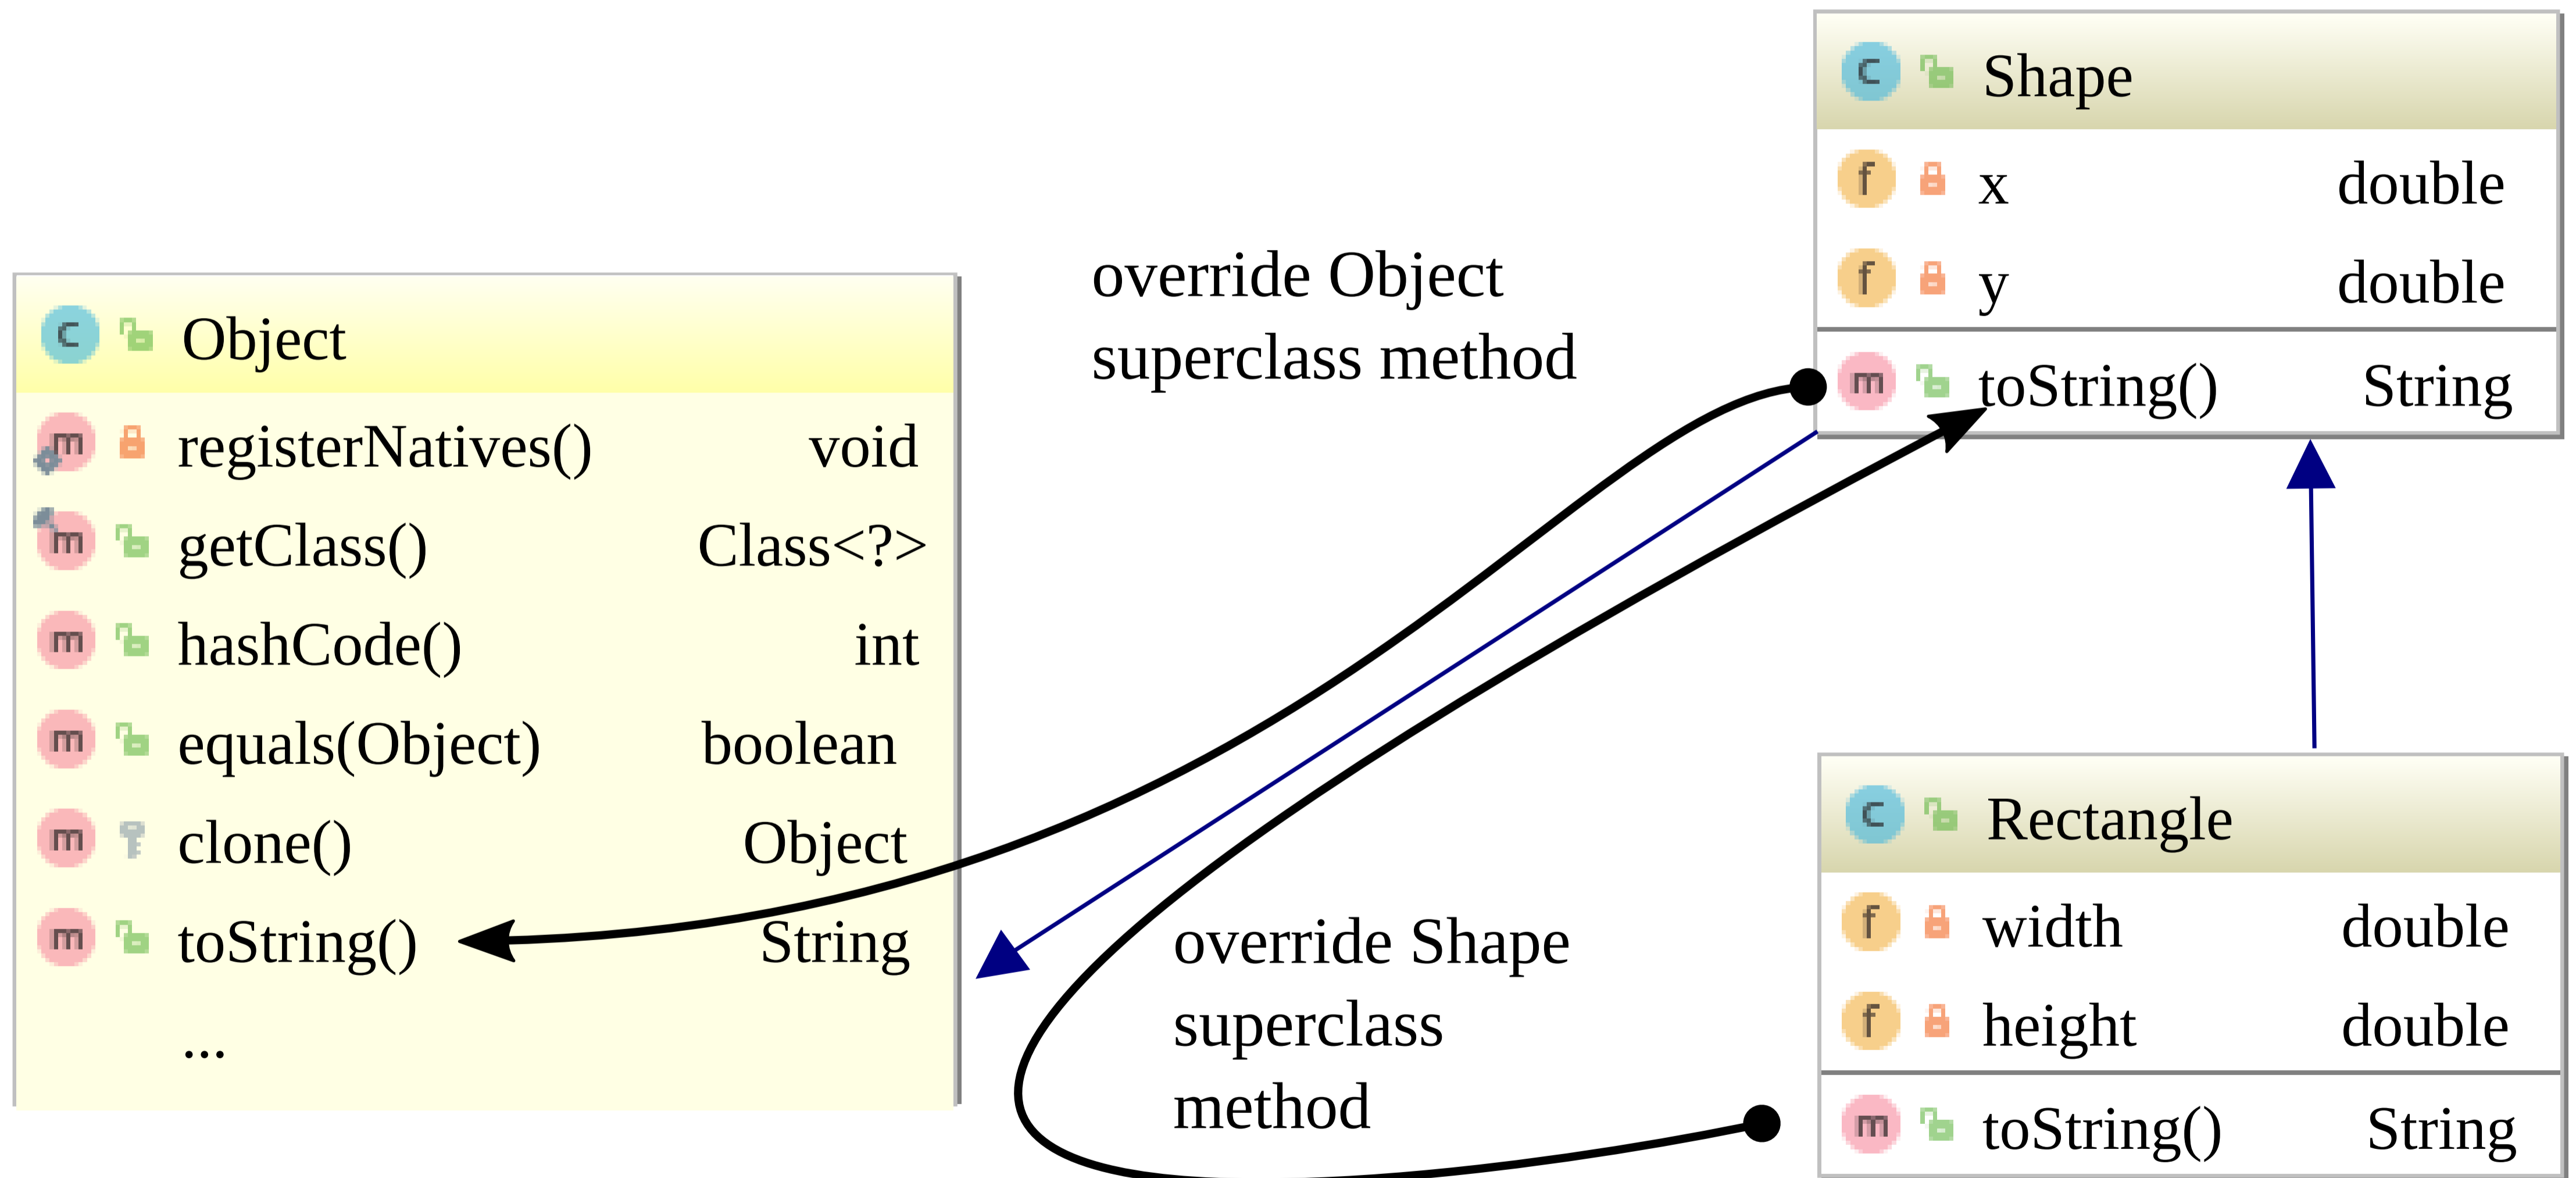 Object
registerNatives() void
getClass() Class<?>
hashCode() int
equals(Object) boolean
clone() Object
toString() String
...
override Object
superclass method
override Shape
superclass
method
Shape
x double
y double
toString() String
Rectangle
width double
height double
toString() String